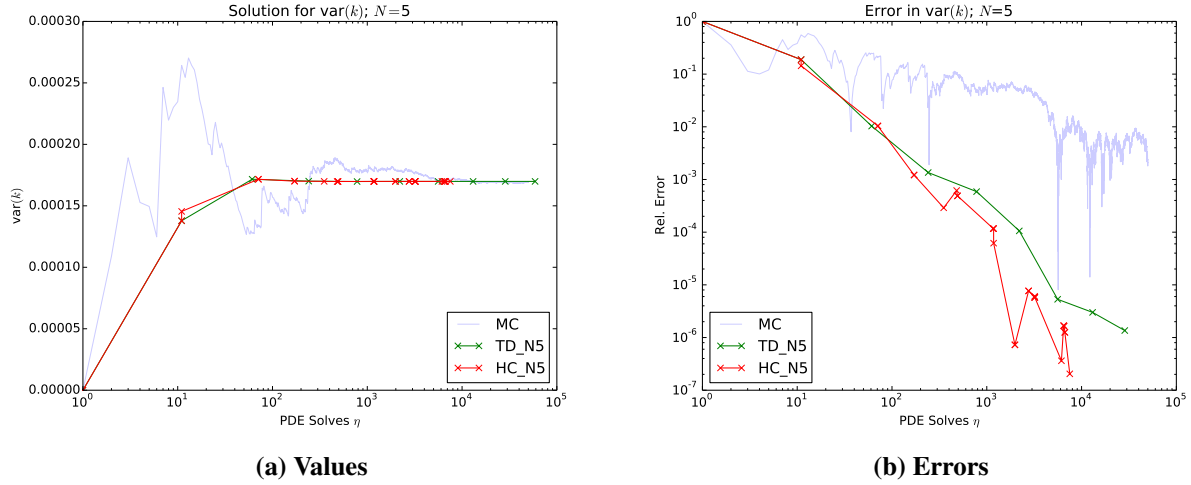 Solution for var(k); N=5
0.00030
0.00025
0.00020
0.00015
0.00010
0.00005
0.00000
var(k)
MC
TD_N5
HC_N5
10^0 10^1 10^2 10^3 10^4 10^5
PDE Solves η
(a) Values
Error in var(k); N=5
10^0
10^-1
10^-2
10^-3
10^-4
10^-5
10^-6
10^-7
Rel. Error
MC
TD_N5
HC_N5
10^0 10^1 10^2 10^3 10^4 10^5
PDE Solves η
(b) Errors